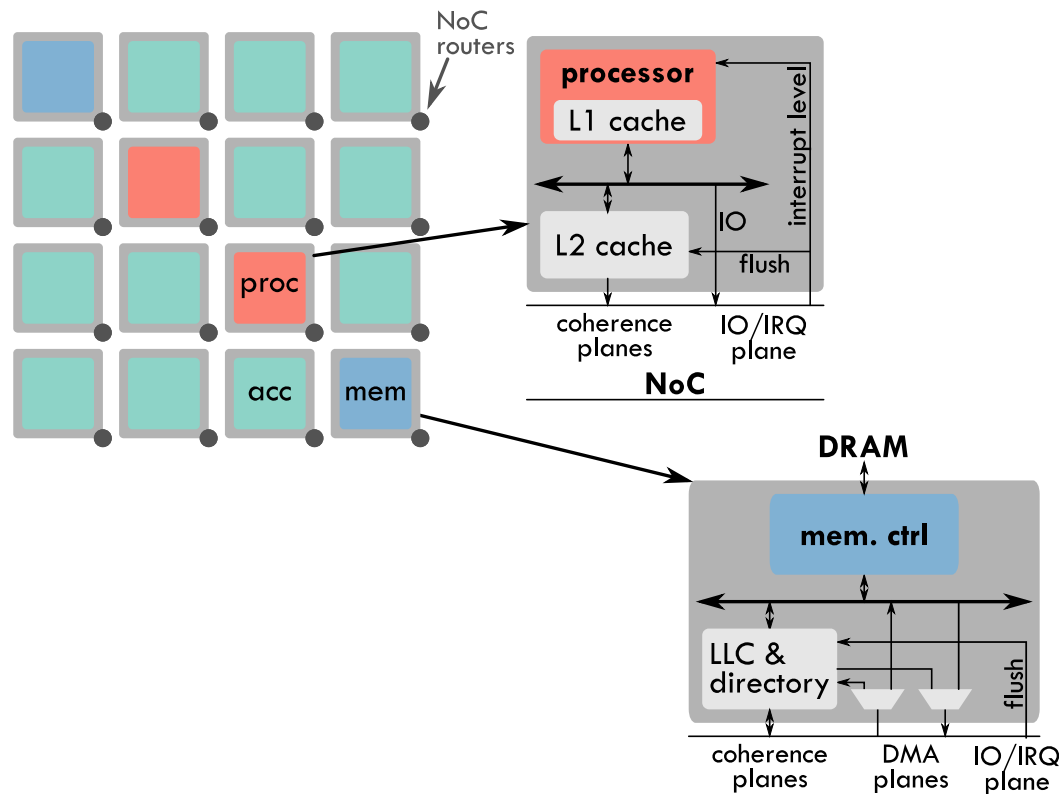 NoC
routers
proc
acc
mem
processor
L1 cache
interrupt level
IO
L2 cache
flush
coherence
planes
IO/IRQ
plane
NoC
DRAM
mem. ctrl
LLC &
directory
flush
coherence
planes
DMA
planes
IO/IRQ
plane